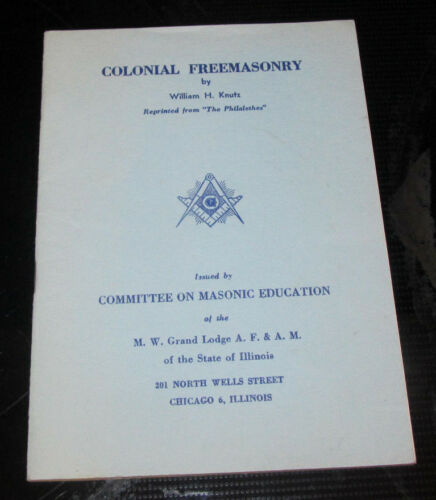 COLONIAL FREEMASONRY
by
William H. Knutz
Reprinted from "The Philalethes"
G
Issued by
COMMITTEE ON MASONIC EDUCATION
of the
M. W. Grand Lodge A. F. & A. M.
of the State of Illinois
201 NORTH WELLS STREET
CHICAGO 6, ILLINOIS